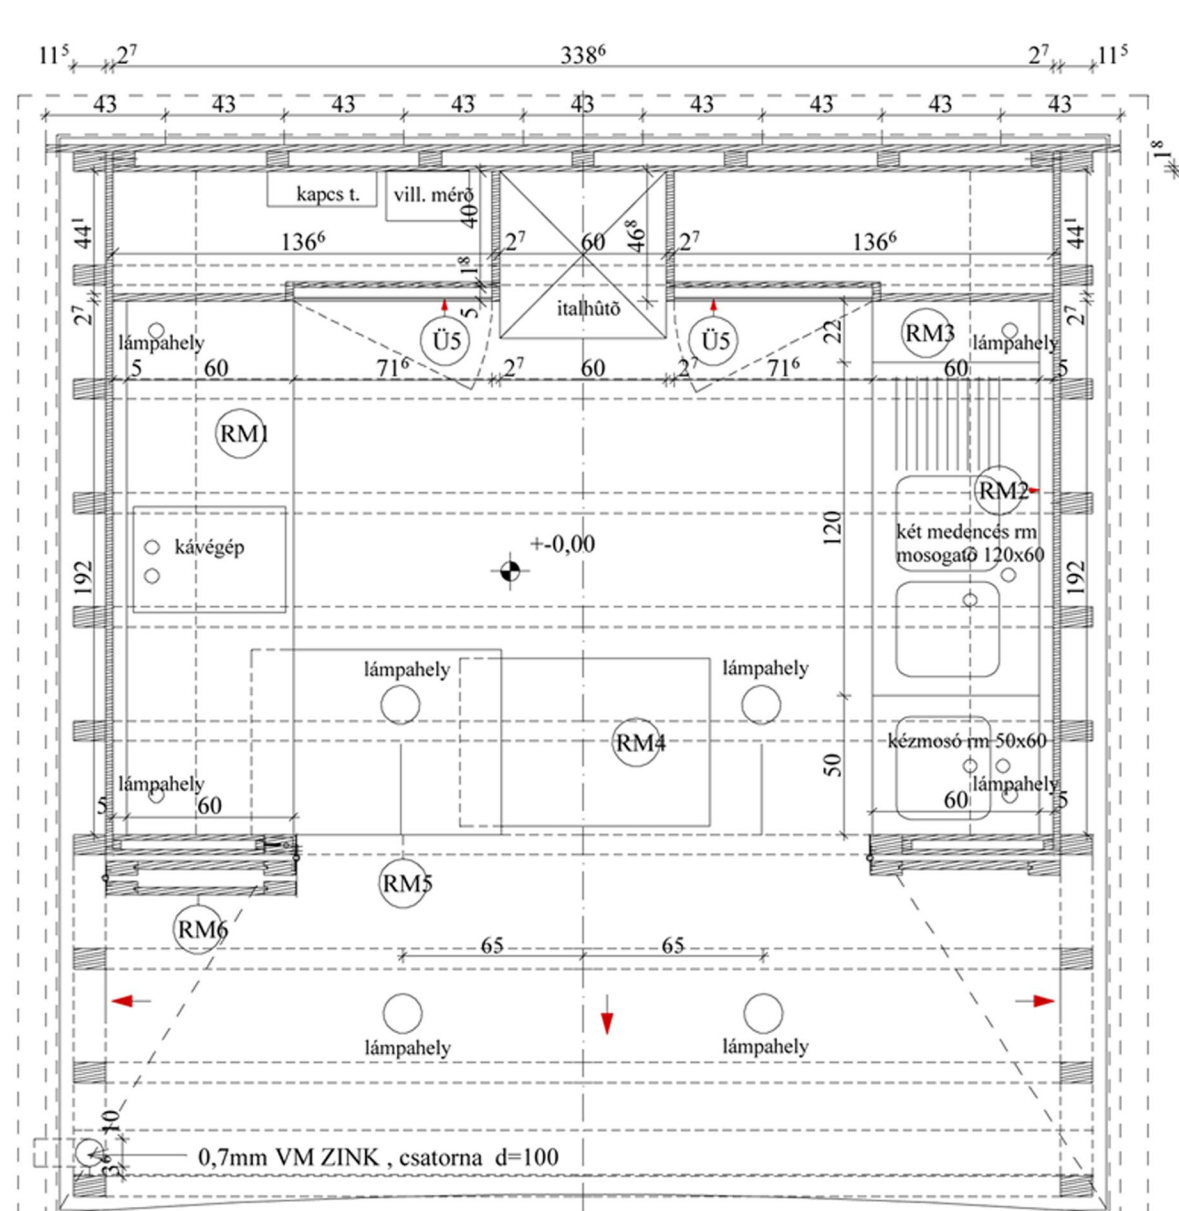 11⁵ 2⁷ 338⁶ 2⁷ 11⁵
43 43 43 43 43 43 43 43 43
1⁸
kapcs t. vill. mérõ
40
44¹ 136⁶ 2⁷ 60 46⁸ 2⁷ 136⁶ 44¹
1⁸
5
italhûtõ
2⁷ 2⁷
lámpahely Ü5 Ü5 22 RM3 lámpahely
5 60 71⁶ 2⁷ 60 2⁷ 71⁶ 60 5
RM1
RM2
két medencés rm
mosogató 120x60
kávégép
+-0,00
120
192 192
lámpahely lámpahely
RM4
kézmosó rm 50x60
50
lámpahely lámpahely
5 60 60 5
RM5
RM6
65 65
lámpahely lámpahely
10
3⁶
0,7mm VM ZINK , csatorna d=100